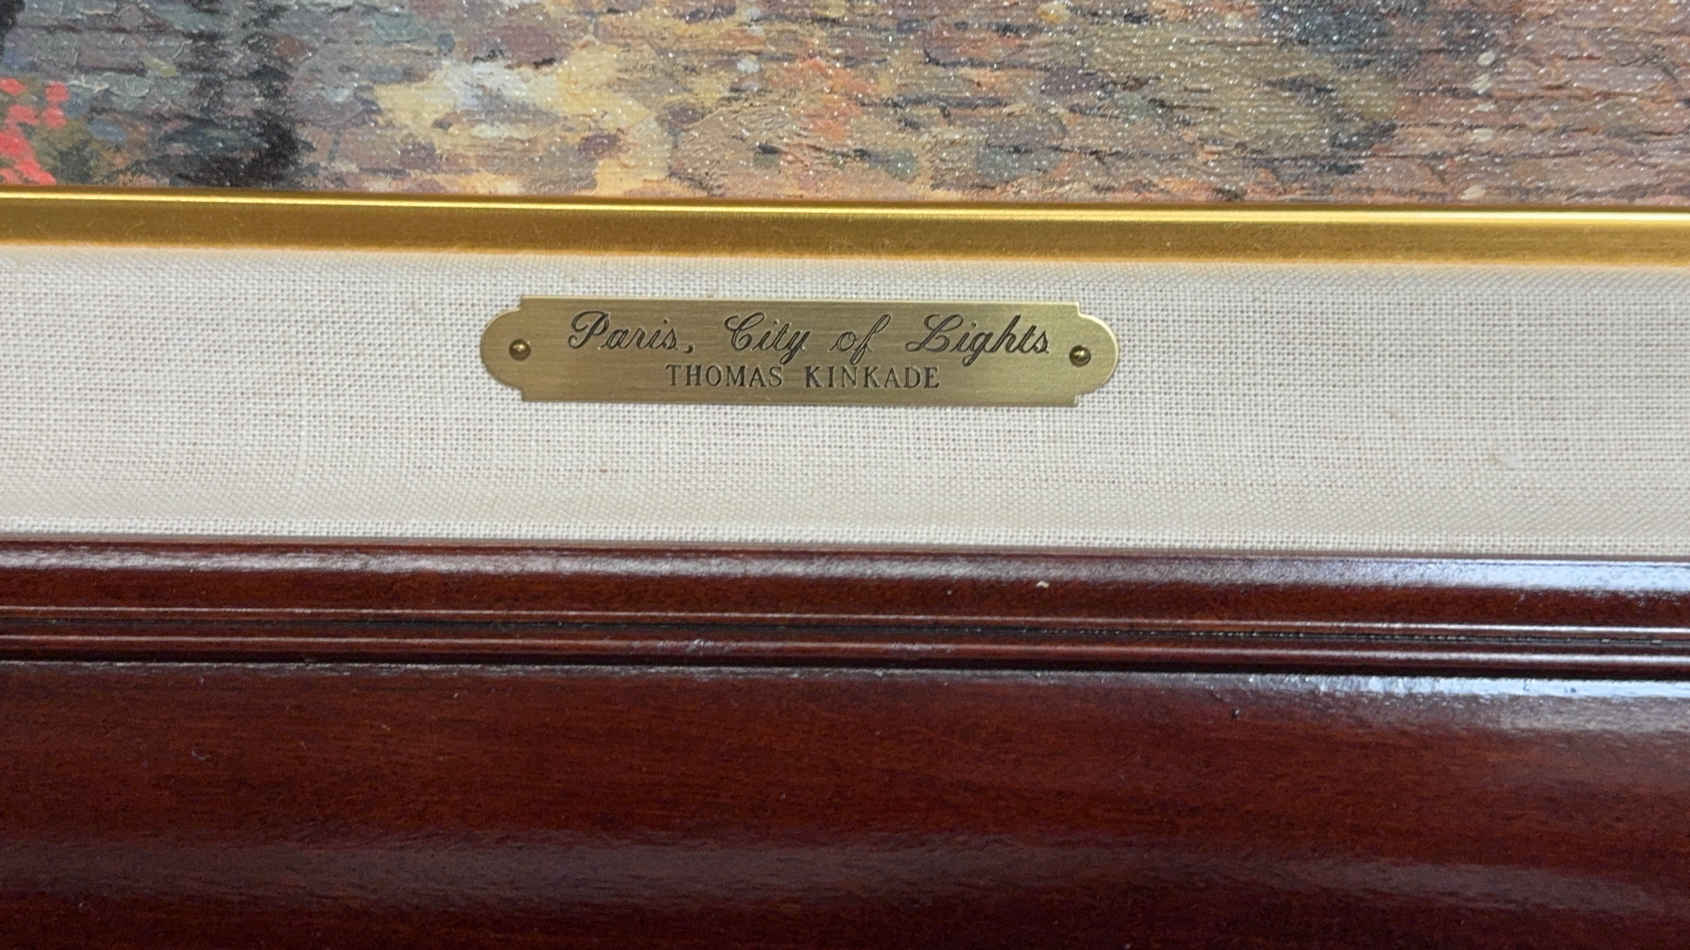 Paris, City of Lights
THOMAS KINKADE